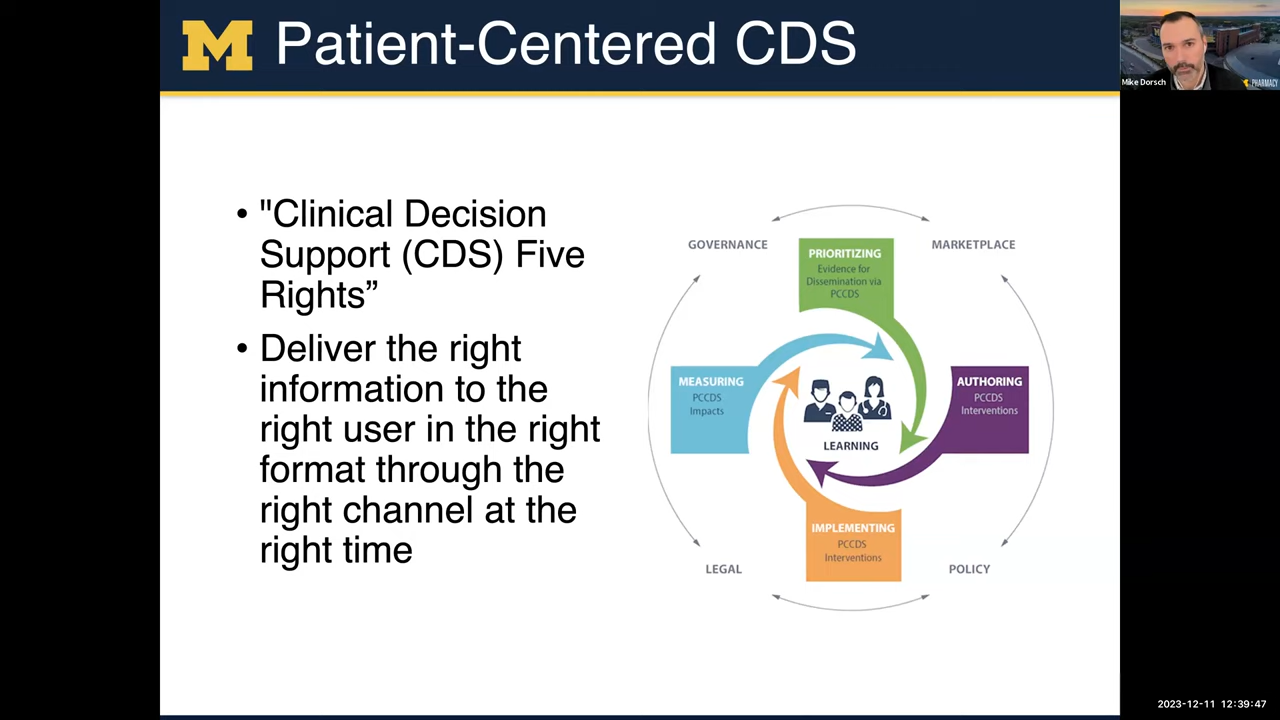 M Patient-Centered CDS
Mike Dorsch
PHARMACY
• "Clinical Decision
Support (CDS) Five
Rights”
• Deliver the right
information to the
right user in the right
format through the
right channel at the
right time
GOVERNANCE
MARKETPLACE
PRIORITIZING
Evidence for
Dissemination via
PCCDS
MEASURING
PCCDS
Impacts
AUTHORING
PCCDS
Interventions
LEARNING
IMPLEMENTING
PCCDS
Interventions
LEGAL
POLICY
2023-12-11 12:39:47